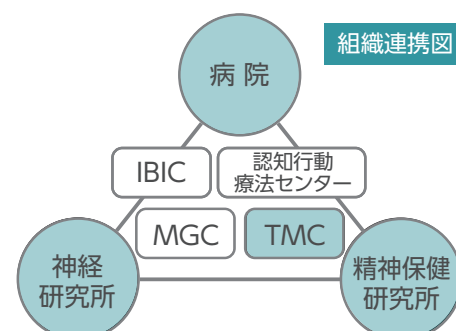 組織連携図
病院
IBIC
認知行動
療法センター
MGC
TMC
神経
研究所
精神保健
研究所